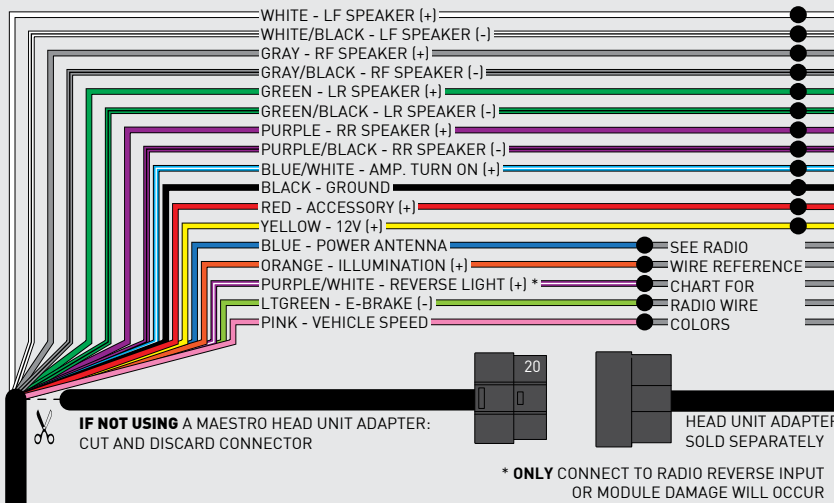 WHITE - LF SPEAKER (+)
WHITE/BLACK - LF SPEAKER (-)
GRAY - RF SPEAKER (+)
GRAY/BLACK - RF SPEAKER (-)
GREEN - LR SPEAKER (+)
GREEN/BLACK - LR SPEAKER (-)
PURPLE - RR SPEAKER (+)
PURPLE/BLACK - RR SPEAKER (-)
BLUE/WHITE - AMP. TURN ON (+)
BLACK - GROUND
RED - ACCESSORY (+)
YELLOW - 12V (+)
BLUE - POWER ANTENNA
ORANGE - ILLUMINATION (+)
PURPLE/WHITE - REVERSE LIGHT (+) *
LTGREEN - E-BRAKE (-)
PINK - VEHICLE SPEED
SEE RADIO
WIRE REFERENCE
CHART FOR
RADIO WIRE
COLORS
20
IF NOT USING A MAESTRO HEAD UNIT ADAPTER:
CUT AND DISCARD CONNECTOR
HEAD UNIT ADAPTER
SOLD SEPARATELY
* ONLY CONNECT TO RADIO REVERSE INPUT
OR MODULE DAMAGE WILL OCCUR